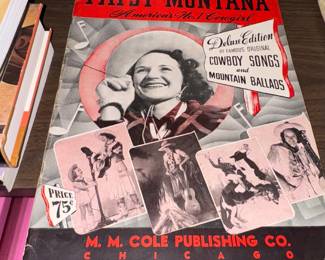 PATSY MONTANA
America's No. 1 Cowgirl
Deluxe Edition
OF FAMOUS ORIGINAL
COWBOY SONGS
and
MOUNTAIN BALLADS
PRICE
75¢
M. M. COLE PUBLISHING CO.
CHICAGO